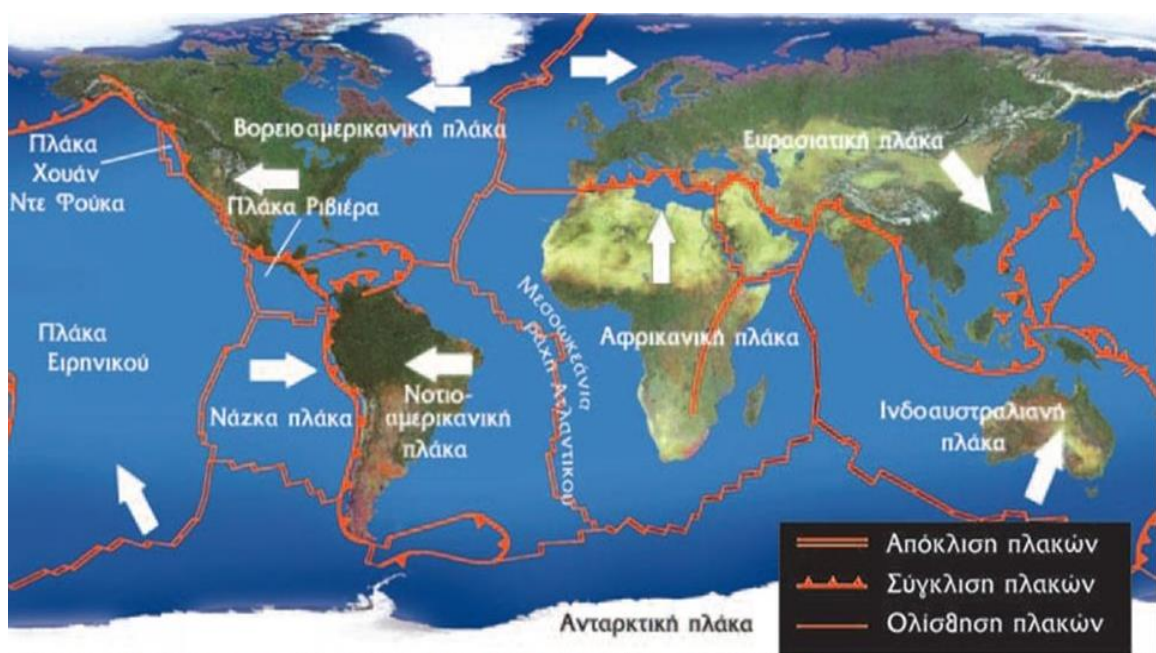 Βορειοαμερικανική πλάκα
Πλάκα
Χουάν
Ντε Φούκα
Πλάκα Ριβιέρα
Ευρασιατική πλάκα
Μεσοωκεάνια
ράχη Ατλαντικού
Αφρικανική πλάκα
Πλάκα
Ειρηνικού
Νάζκα πλάκα
Νοτιο-
αμερικανική
πλάκα
Ινδοαυστραλιανή
πλάκα
Ανταρκτική πλάκα
Απόκλιση πλακών
Σύγκλιση πλακών
Ολίσθηση πλακών